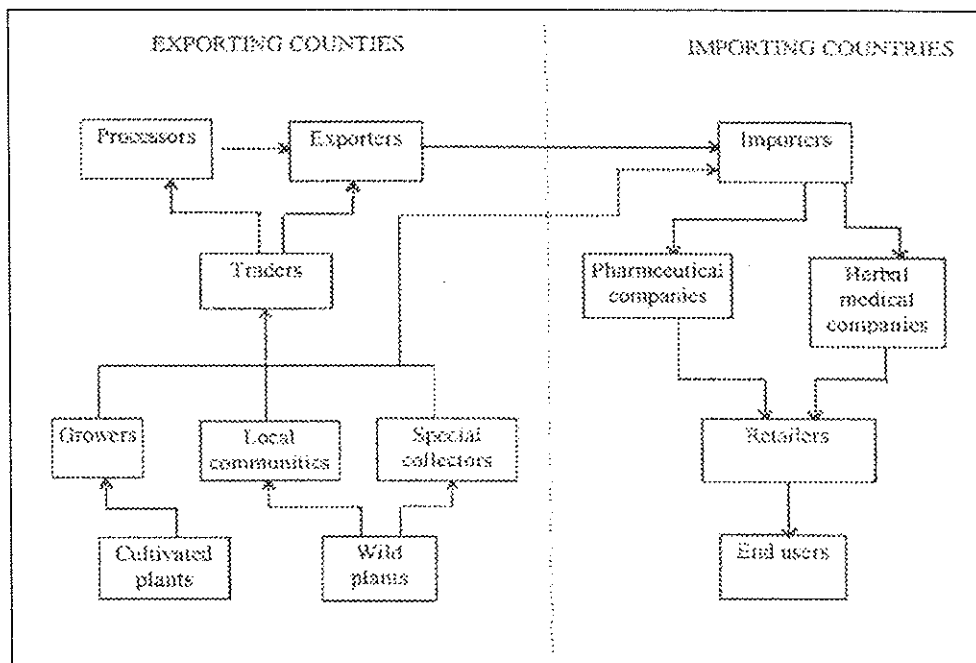 EXPORTING COUNTIES
IMPORTING COUNTRIES
Processors
Exporters
Importers
Traders
Pharmceutical
companies
Herbal
medical
companies
Growers
Local
communities
Special
collectors
Retailers
Cultivated
plants
Wild
plants
End users